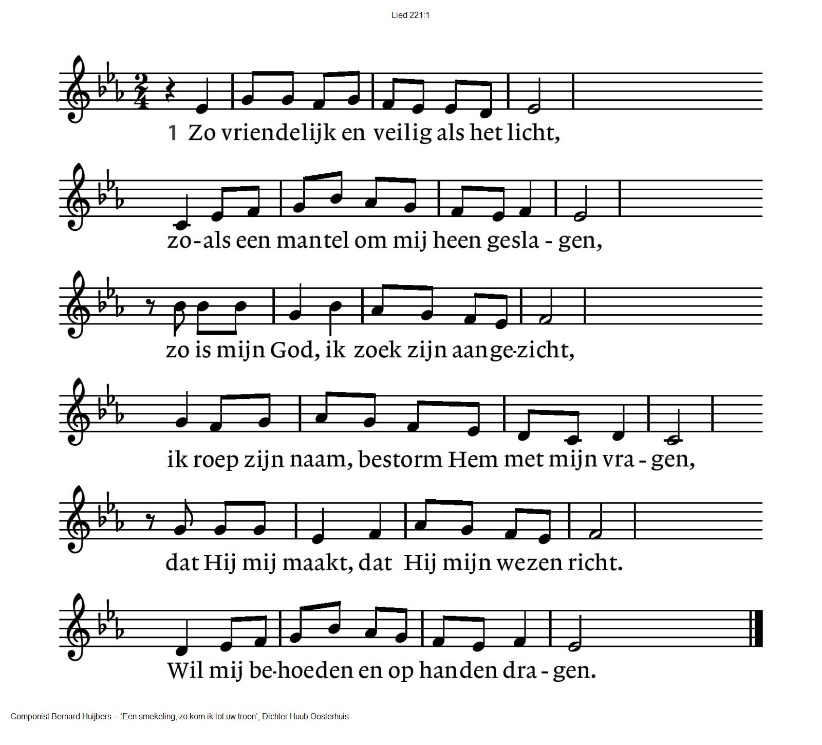 Lied 221:1
1 Zo vriendelijk en veilig als het licht,
zo-als een mantel om mij heen gesla - gen,
zo is mijn God, ik zoek zijn aange-zicht,
ik roep zijn naam, bestorm Hem met mijn vra - gen,
dat Hij mij maakt, dat Hij mijn wezen richt.
Wil mij be-hoeden en op handen dra - gen.
Componist Bernard Huijbers – 'Een smekeling, zo kom ik tot uw troon', Dichter Huub Oosterhuis